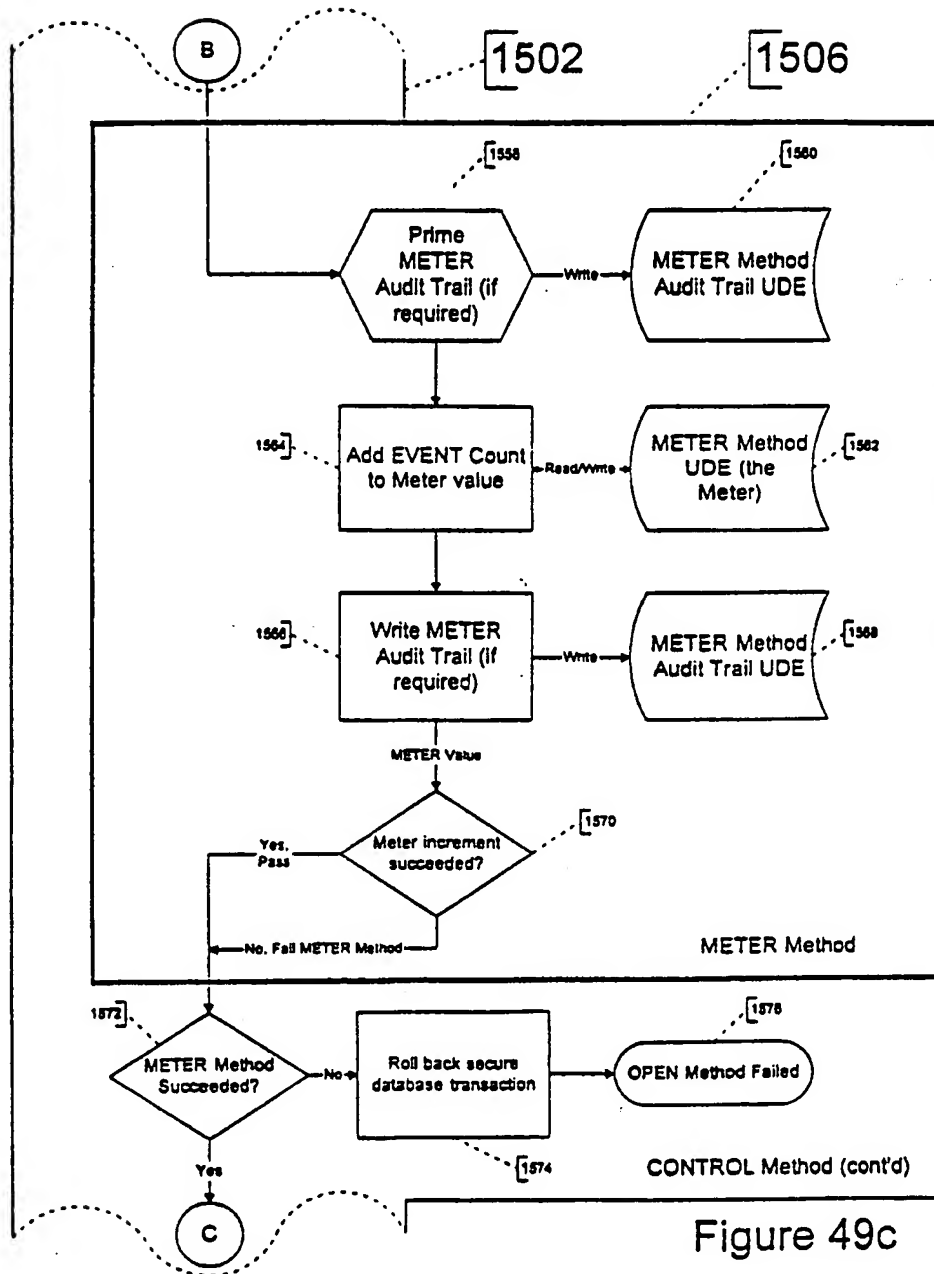 B
1502
1506
1558
1560
Prime
METER
Audit Trail (if
required)
Write
METER Method
Audit Trail UDE
1564
Add EVENT Count
to Meter value
Read/Write
METER Method
UDE (the
Meter)
1562
1566
Write METER
Audit Trail (if
required)
Write
METER Method
Audit Trail UDE
1568
METER Value
Meter increment
succeeded?
1570
Yes,
Pass
No, Fail METER Method
METER Method
1572
METER Method
Succeeded?
No
Roll back secure
database transaction
1576
OPEN Method Failed
1574
Yes
CONTROL Method (cont'd)
C
Figure 49c